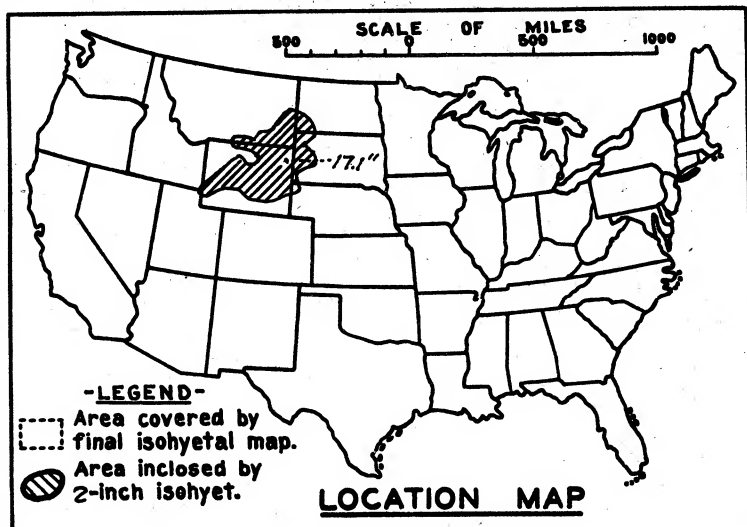 SCALE OF MILES
500 0 500 1000
17.1"
-LEGEND-
Area covered by
final isohyetal map.
Area inclosed by
2-inch isohyet.
LOCATION MAP